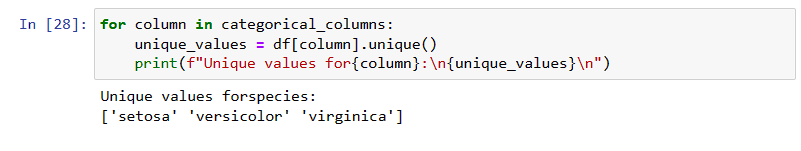 In [28]: for column in categorical_columns:
    unique_values = df[column].unique()
    print(f"Unique values for{column}:\n{unique_values}\n")
Unique values forspecies:
['setosa' 'versicolor' 'virginica']